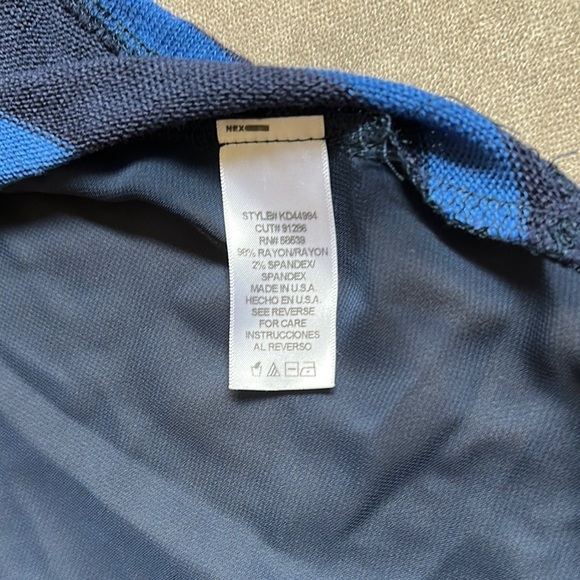 NEX
STYLE# KD44994
CUT# 91286
RN# 58639
98% RAYON/RAYON
2% SPANDEX/
SPANDEX
MADE IN U.S.A.
HECHO EN U.S.A.
SEE REVERSE
FOR CARE
INSTRUCCIONES
AL REVERSO